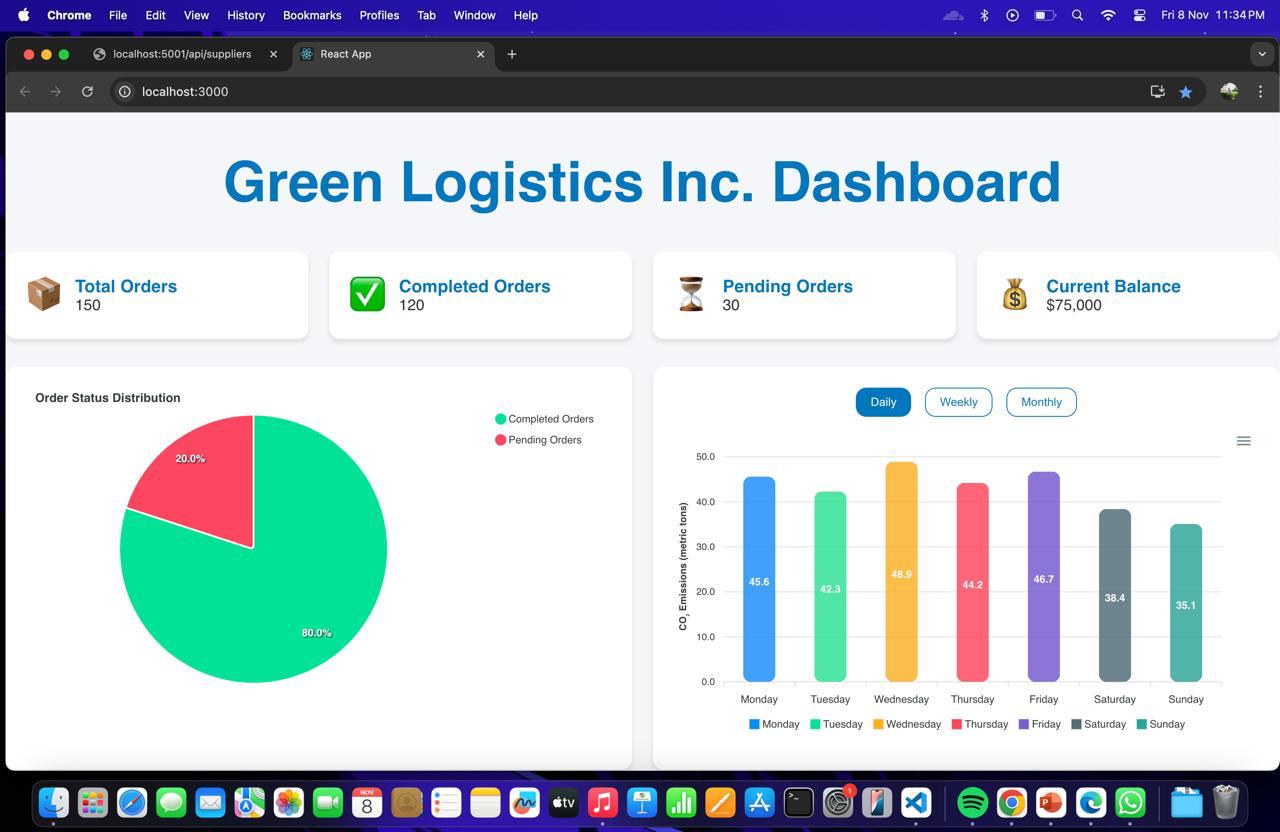 Chrome File Edit View History Bookmarks Profiles Tab Window Help Fri 8 Nov 11:34 PM
localhost:5001/api/suppliers React App
localhost:3000
Green Logistics Inc. Dashboard
Total Orders
150
Completed Orders
120
Pending Orders
30
Current Balance
$75,000
Order Status Distribution
Completed Orders
Pending Orders
20.0%
80.0%
Daily Weekly Monthly
CO₂ Emissions (metric tons)
50.0
40.0
30.0
20.0
10.0
0.0
45.6 42.3 48.9 44.2 46.7 38.4 35.1
Monday Tuesday Wednesday Thursday Friday Saturday Sunday
Monday Tuesday Wednesday Thursday Friday Saturday Sunday
NOV
8
tv
1